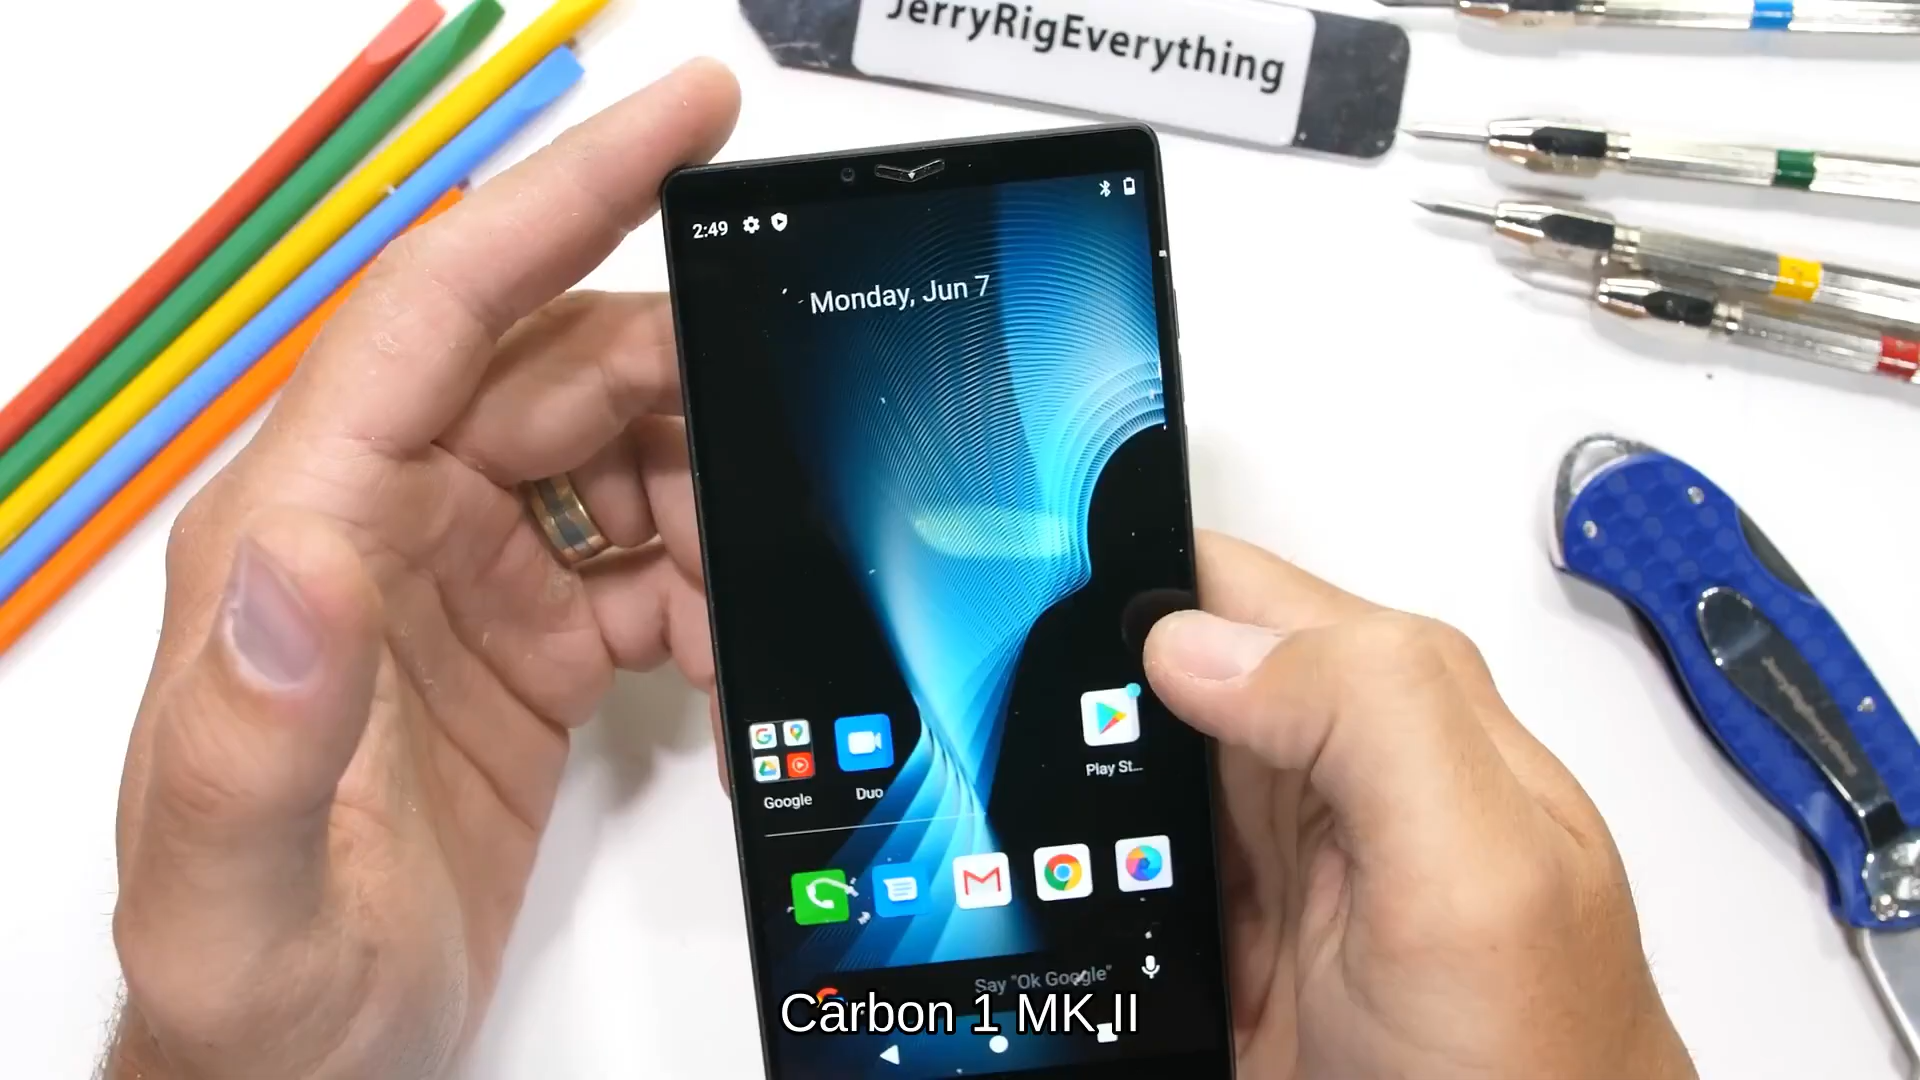 JerryRigEverything
2:49
Monday, Jun 7
Google
Duo
Play St...
Say "Ok Google"
Carbon 1 MK II